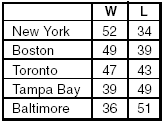 W L
New York 52 34
Boston 49 39
Toronto 47 43
Tampa Bay 39 49
Baltimore 36 51